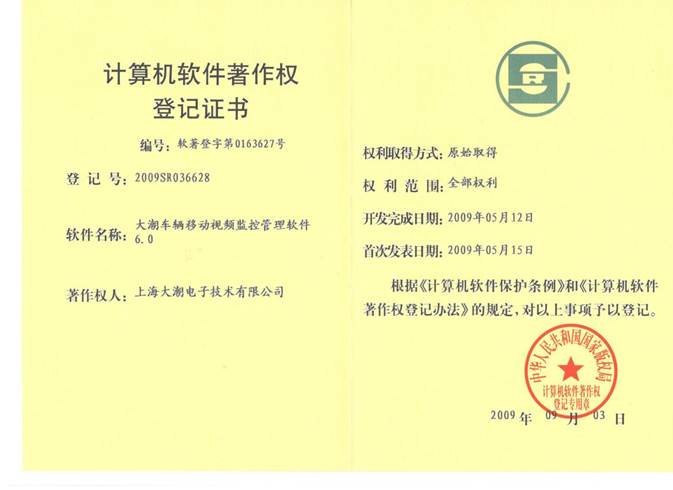 计算机软件著作权
登记证书
编号：软著登字第0163627号
登记号：2009SR036628
软件名称：大潮车辆移动视频监控管理软件
6.0
著作权人：上海大潮电子技术有限公司
权利取得方式：原始取得
权利范围：全部权利
开发完成日期：2009年05月12日
首次发表日期：2009年05月15日
根据《计算机软件保护条例》和《计算机软件
著作权登记办法》的规定，对以上事项予以登记。
中华人民共和国国家版权局
计算机软件著作权
登记专用章
2009年09月03日